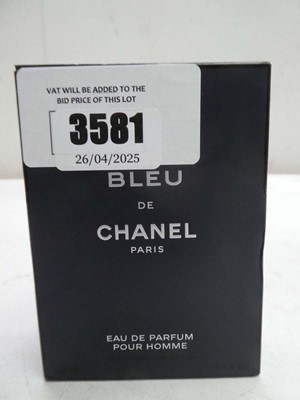 VAT WILL BE ADDED TO THE
BID PRICE OF THIS LOT
3581
26/04/2025
BLEU
DE
CHANEL
PARIS
EAU DE PARFUM
POUR HOMME